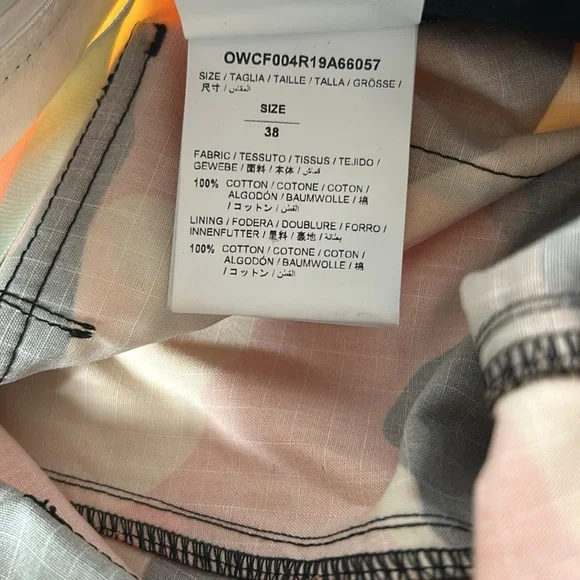 OWCF004R19A66057
SIZE / TAGLIA / TAILLE / TALLA / GRÖSSE /
尺寸 / المقاس
SIZE
38
FABRIC / TESSUTO / TISSUS / TEJIDO /
GEWEBE / 面料 / 本体 / قماش
100% COTTON / COTONE / COTON /
ALGODÓN / BAUMWOLLE / 棉
/ コットン / القطن
LINING / FODERA / DOUBLURE / FORRO /
INNENFUTTER / 里料 / 裏地 / بطانة
100% COTTON / COTONE / COTON /
ALGODÓN / BAUMWOLLE / 棉
/ コットン / القطن